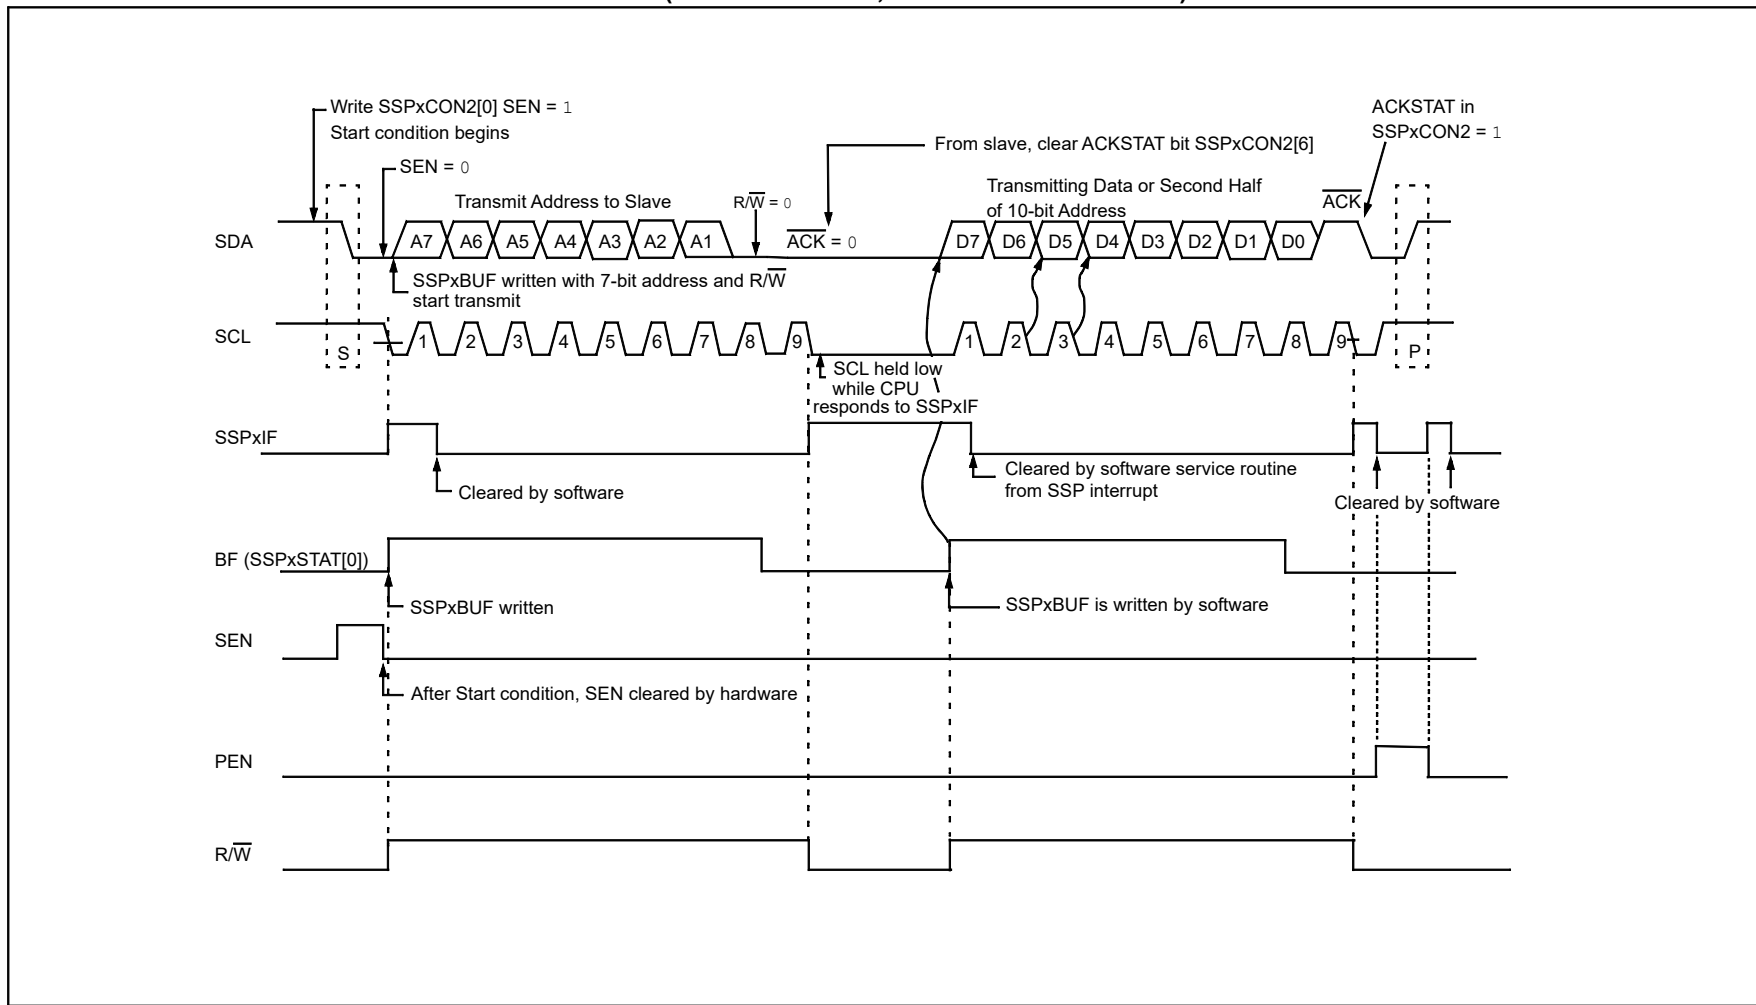 Write SSPxCON2[0] SEN = 1
Start condition begins
ACKSTAT in
SSPxCON2 = 1
From slave, clear ACKSTAT bit SSPxCON2[6]
SEN = 0
Transmit Address to Slave
R/W̅ = 0
Transmitting Data or Second Half
of 10-bit Address
A̅C̅K̅
SDA
A7 A6 A5 A4 A3 A2 A1
A̅C̅K̅ = 0
D7 D6 D5 D4 D3 D2 D1 D0
SSPxBUF written with 7-bit address and R/W̅
start transmit
SCL
S
1 2 3 4 5 6 7 8 9
1 2 3 4 5 6 7 8 9
P
SCL held low
while CPU
responds to SSPxIF
SSPxIF
Cleared by software
Cleared by software service routine
from SSP interrupt
Cleared by software
BF (SSPxSTAT[0])
SSPxBUF written
SSPxBUF is written by software
SEN
After Start condition, SEN cleared by hardware
PEN
R/W̅